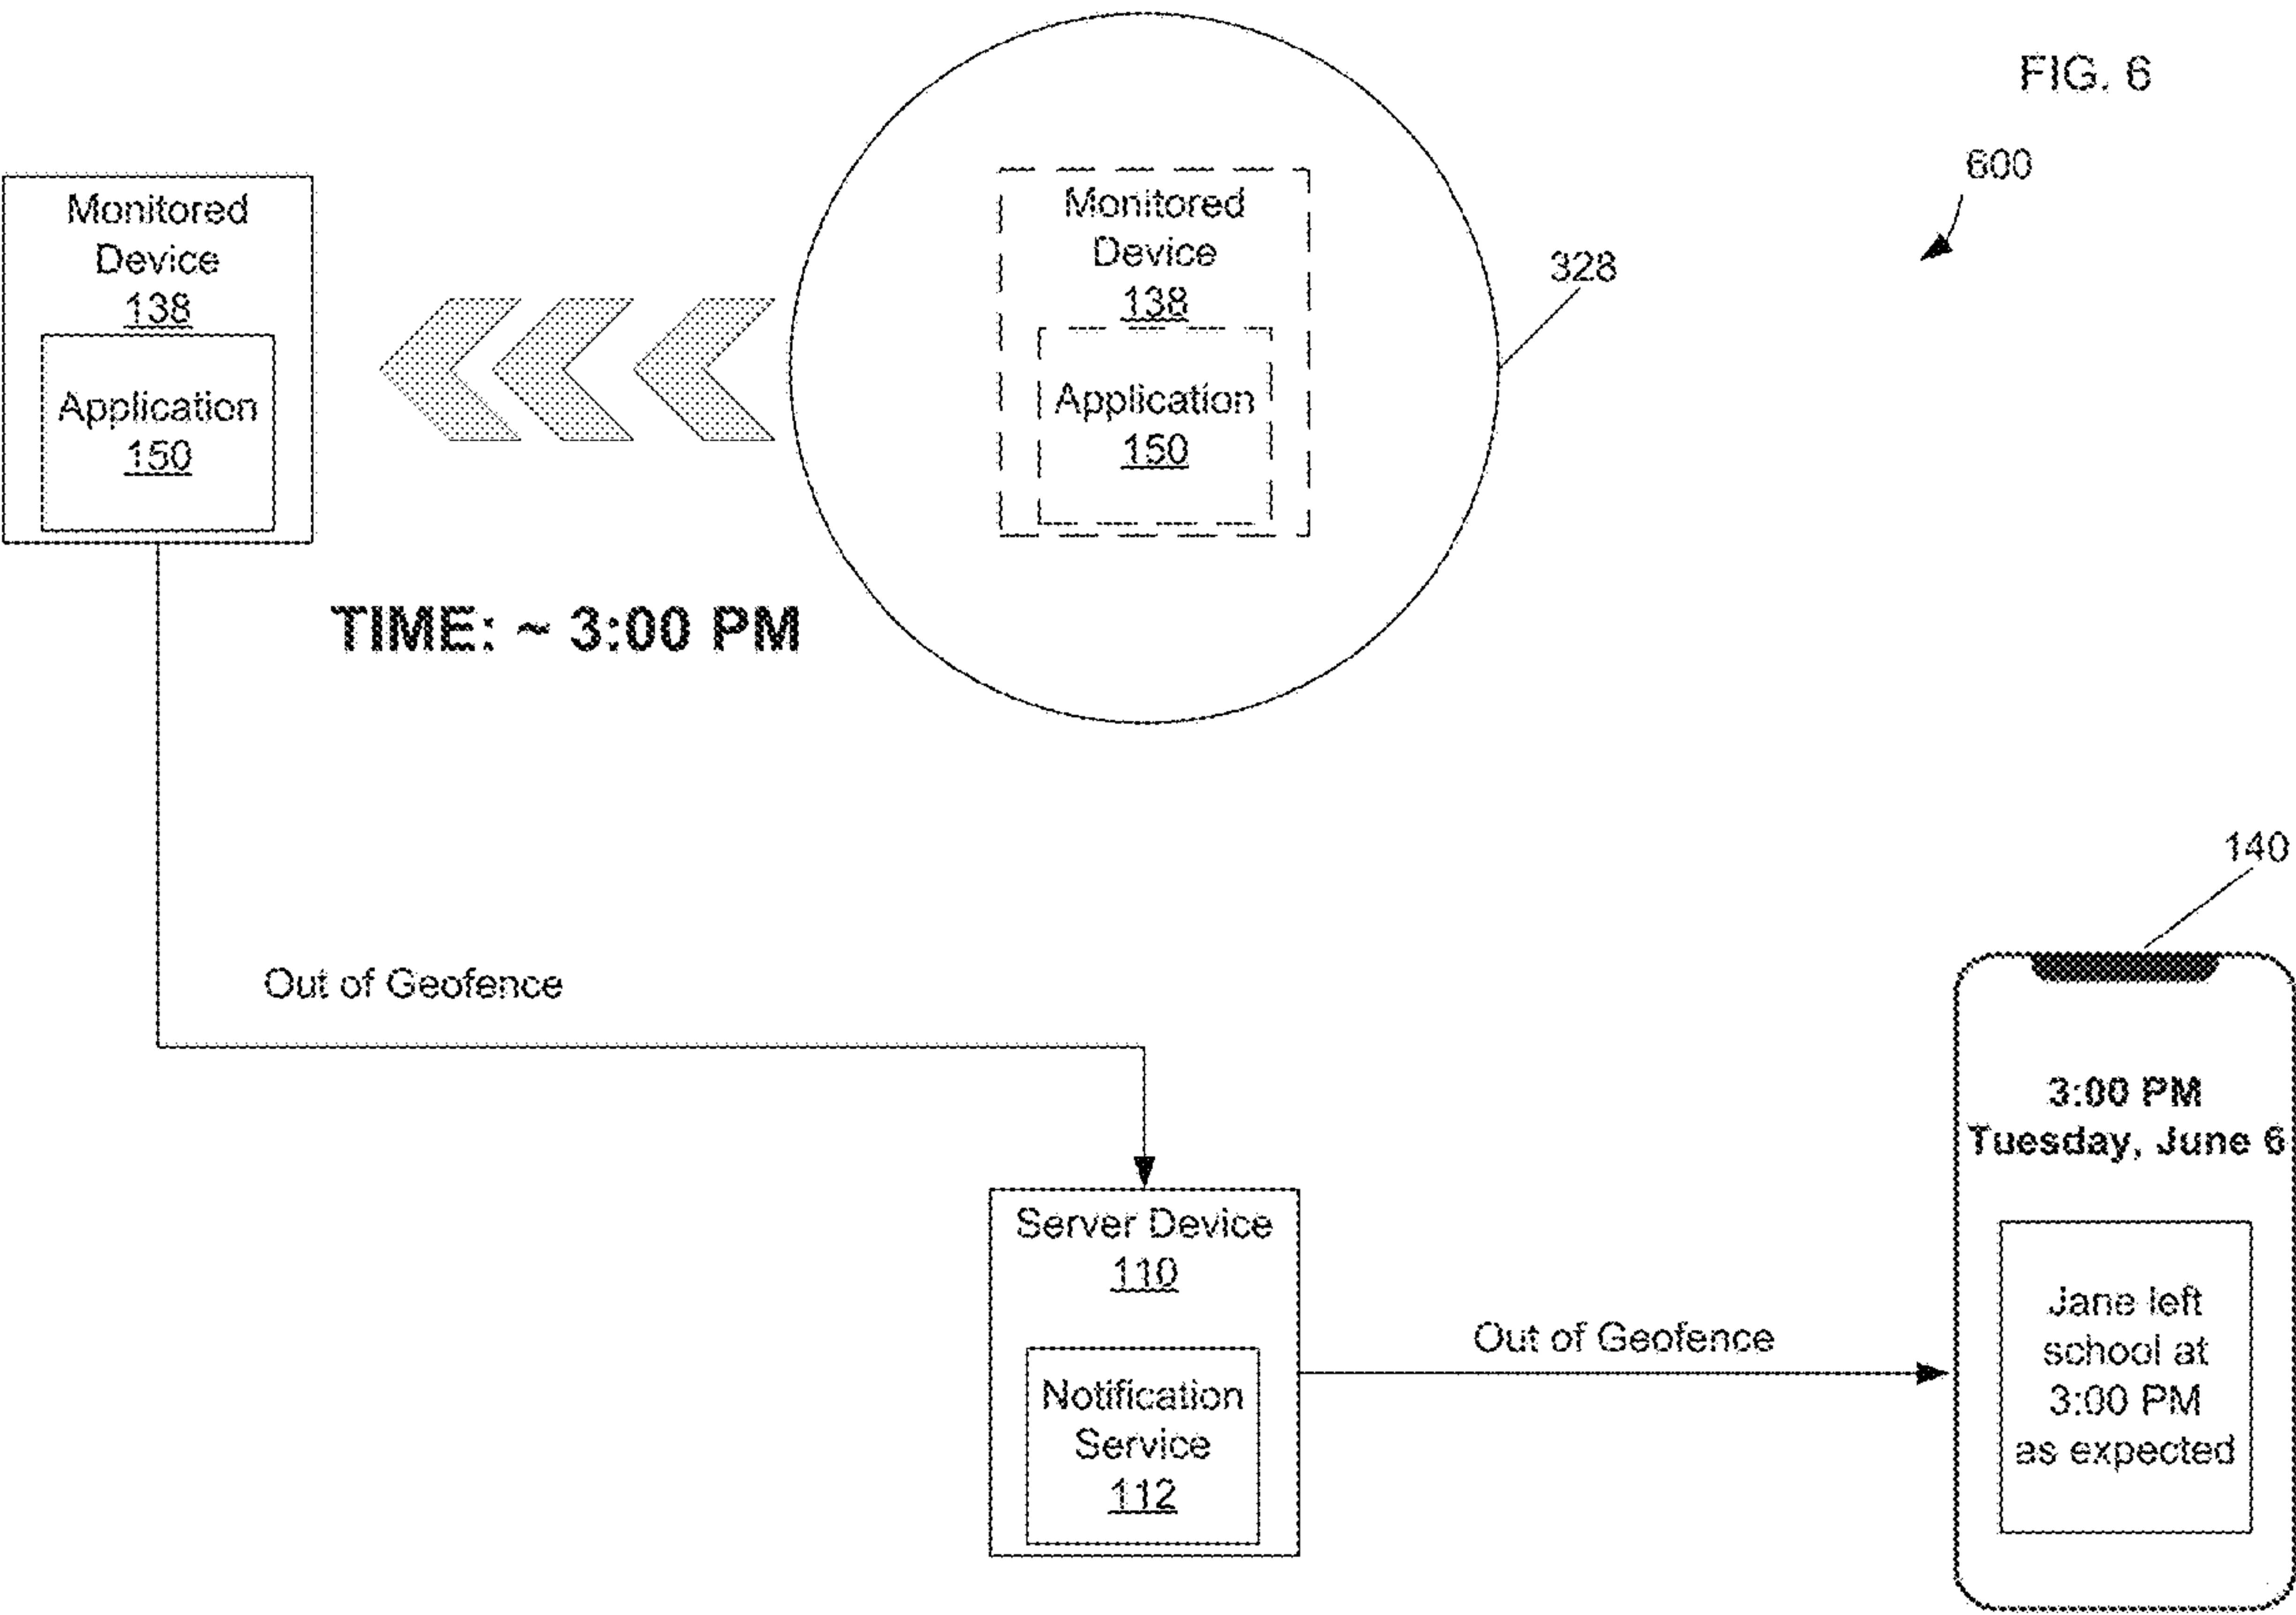 FIG. 6
600
328
Monitored
Device
138
Application
150
Monitored
Device
138
Application
150
TIME: ~ 3:00 PM
Out of Geofence
140
3:00 PM
Tuesday, June 6
Jane left
school at
3:00 PM
as expected
Server Device
110
Notification
Service
112
Out of Geofence